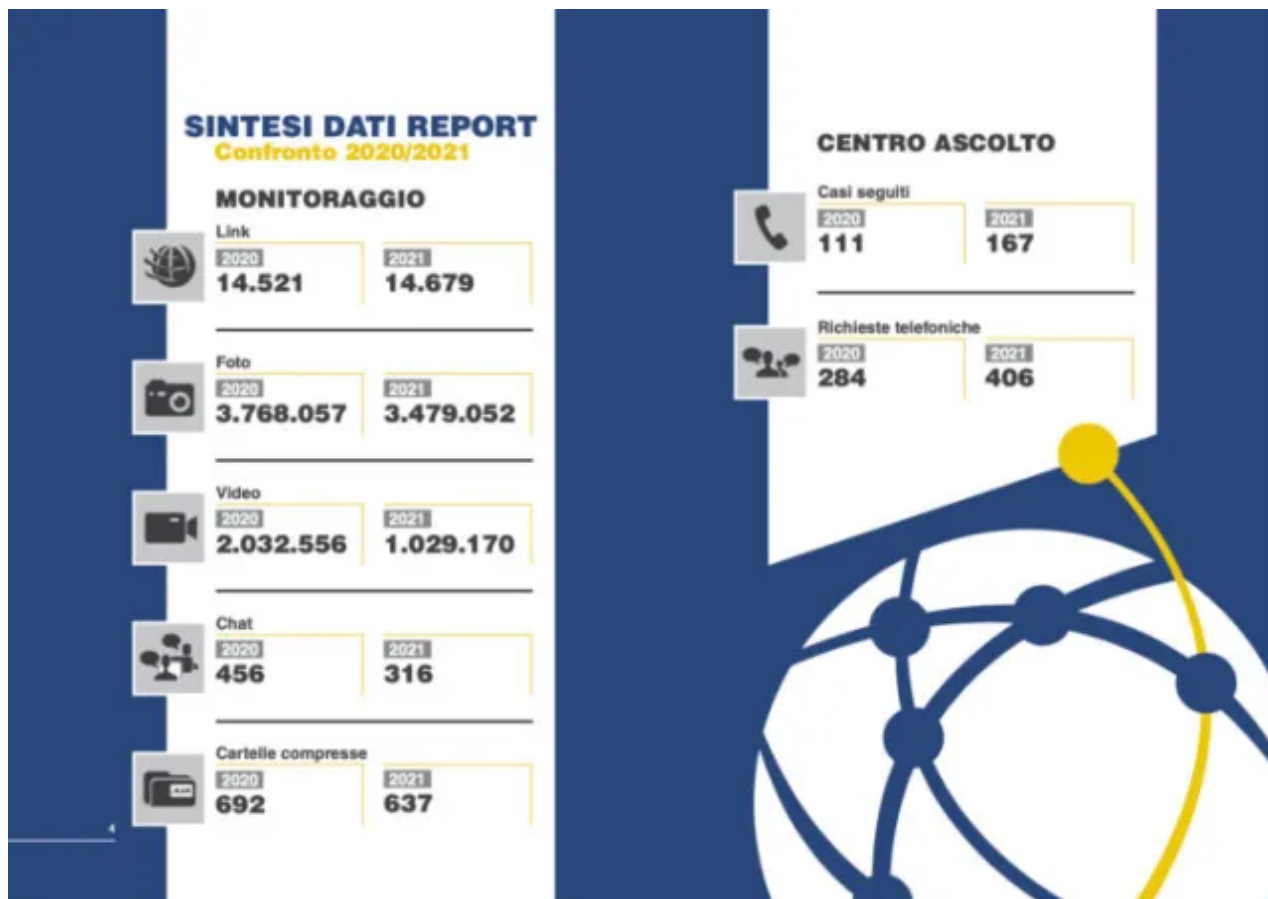 SINTESI DATI REPORT
Confronto 2020/2021
MONITORAGGIO
Link
2020 2021
14.521 14.679
Foto
2020 2021
3.768.057 3.479.052
Video
2020 2021
2.032.556 1.029.170
Chat
2020 2021
456 316
Cartelle compresse
2020 2021
692 637
4
CENTRO ASCOLTO
Casi seguiti
2020 2021
111 167
Richieste telefoniche
2020 2021
284 406